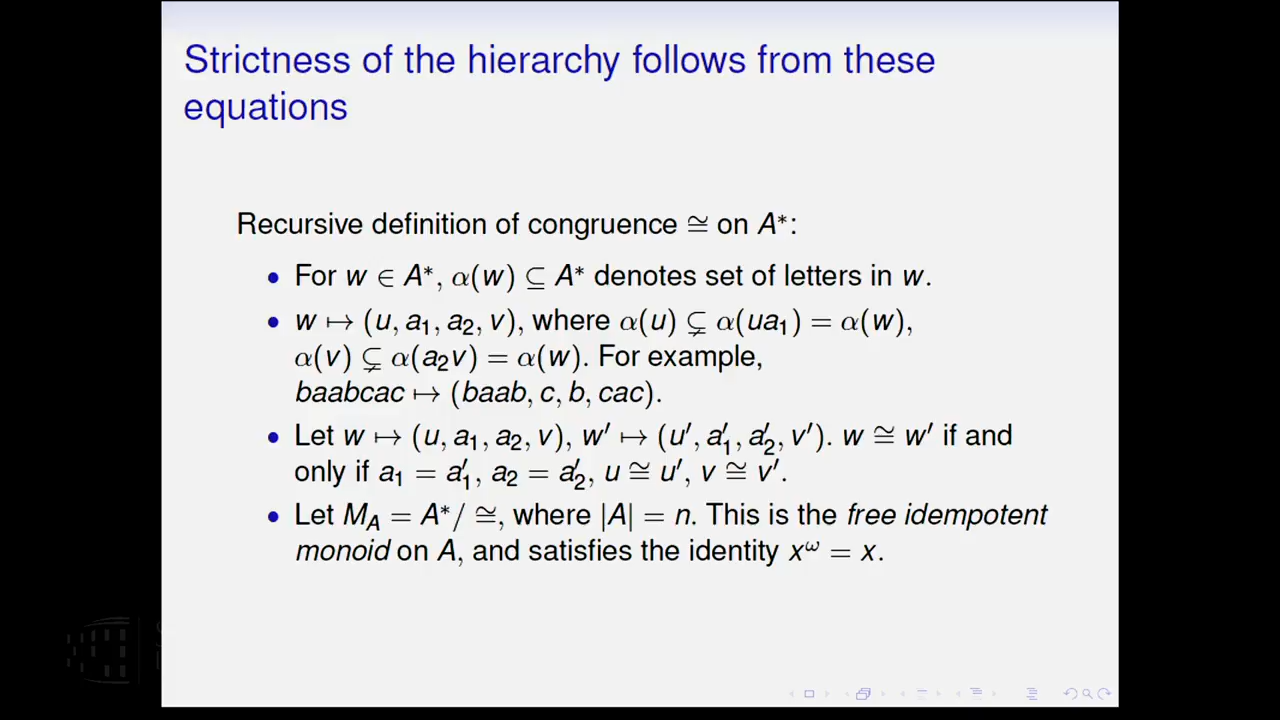 Strictness of the hierarchy follows from these
equations
Recursive definition of congruence ≅ on A*:
• For w ∈ A*, α(w) ⊆ A* denotes set of letters in w.
• w ↦ (u, a₁, a₂, v), where α(u) ⊊ α(ua₁) = α(w),
α(v) ⊊ α(a₂v) = α(w). For example,
baabcac ↦ (baab, c, b, cac).
• Let w ↦ (u, a₁, a₂, v), w′ ↦ (u′, a′₁, a′₂, v′). w ≅ w′ if and
only if a₁ = a′₁, a₂ = a′₂, u ≅ u′, v ≅ v′.
• Let M_A = A*/ ≅, where |A| = n. This is the free idempotent
monoid on A, and satisfies the identity x^ω = x.